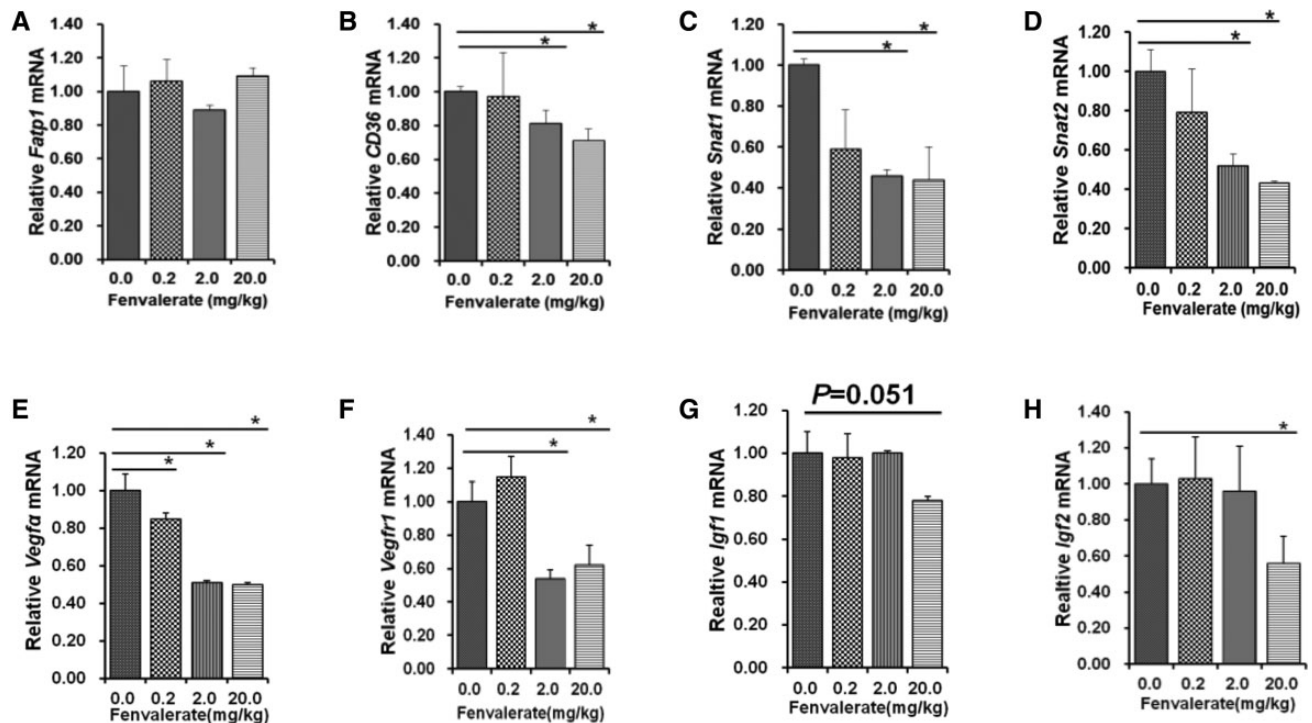 A
Relative Fatp1 mRNA
1.40
1.20
1.00
0.80
0.60
0.40
0.20
0.00
0.0 0.2 2.0 20.0
Fenvalerate (mg/kg)
B
Relative CD36 mRNA
1.40
1.20
1.00
0.80
0.60
0.40
0.20
0.00
*
*
0.0 0.2 2.0 20.0
Fenvalerate (mg/kg)
C
Relative Snat1 mRNA
1.20
1.00
0.80
0.60
0.40
0.20
0.00
*
*
0.0 0.2 2.0 20.0
Fenvalerate (mg/kg)
D
Relative Snat2 mRNA
1.20
1.00
0.80
0.60
0.40
0.20
0.00
*
*
0.0 0.2 2.0 20.0
Fenvalerate (mg/kg)
E
Relative Vegfα mRNA
1.20
1.00
0.80
0.60
0.40
0.20
0.00
*
*
*
0.0 0.2 2.0 20.0
Fenvalerate(mg/kg)
F
Relative Vegfr1 mRNA
1.40
1.20
1.00
0.80
0.60
0.40
0.20
0.00
*
*
0.0 0.2 2.0 20.0
Fenvalerate(mg/kg)
G
P=0.051
Realtive Igf1 mRNA
1.20
1.00
0.80
0.60
0.40
0.20
0.00
0.0 0.2 2.0 20.0
Fenvalerate(mg/kg)
H
Realtive Igf2 mRNA
1.40
1.20
1.00
0.80
0.60
0.40
0.20
0.00
*
0.0 0.2 2.0 20.0
Fenvalerate(mg/kg)